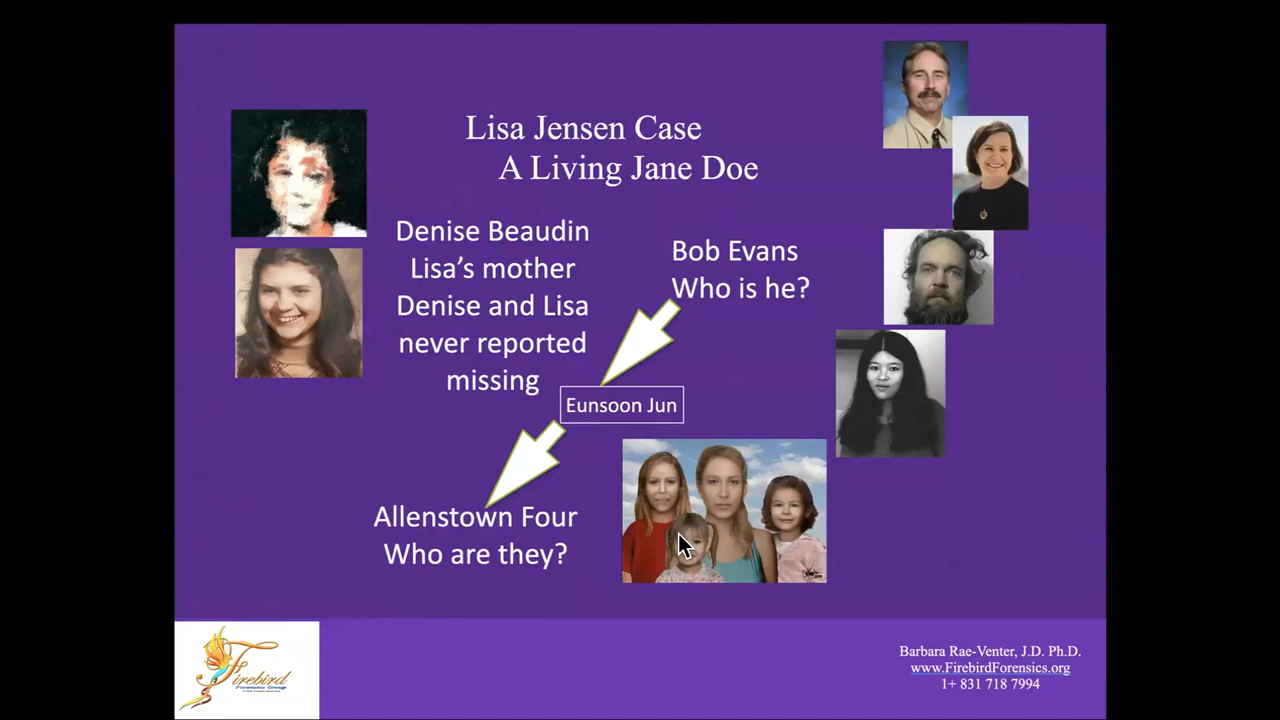 Lisa Jensen Case
A Living Jane Doe
Denise Beaudin
Lisa’s mother
Denise and Lisa
never reported
missing
Bob Evans
Who is he?
Eunsoon Jun
Allenstown Four
Who are they?
Firebird
Forensics Group
Barbara Rae-Venter, J.D. Ph.D.
www.FirebirdForensics.org
1+ 831 718 7994